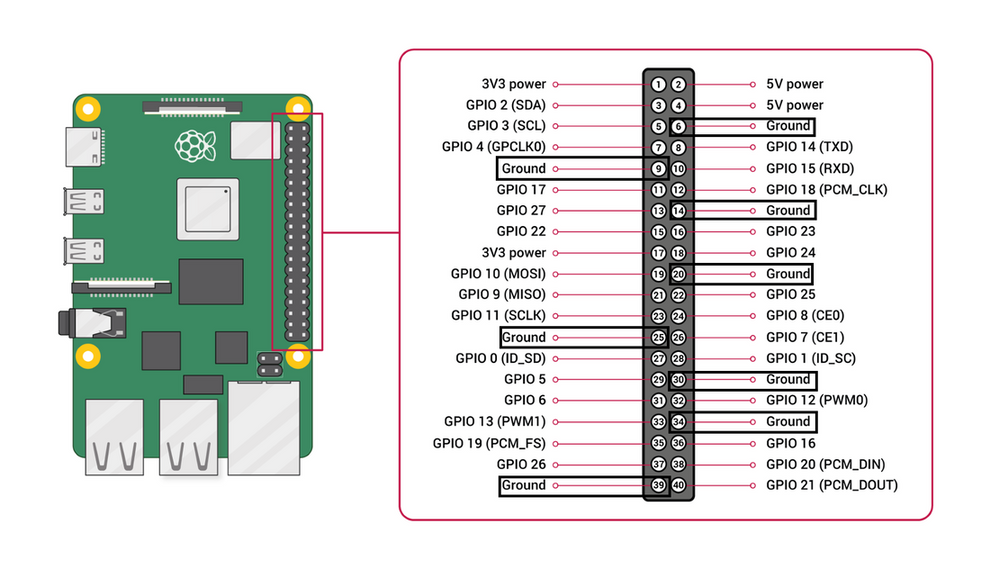 3V3 power 1 2 5V power
GPIO 2 (SDA) 3 4 5V power
GPIO 3 (SCL) 5 6 Ground
GPIO 4 (GPCLK0) 7 8 GPIO 14 (TXD)
Ground 9 10 GPIO 15 (RXD)
GPIO 17 11 12 GPIO 18 (PCM_CLK)
GPIO 27 13 14 Ground
GPIO 22 15 16 GPIO 23
3V3 power 17 18 GPIO 24
GPIO 10 (MOSI) 19 20 Ground
GPIO 9 (MISO) 21 22 GPIO 25
GPIO 11 (SCLK) 23 24 GPIO 8 (CE0)
Ground 25 26 GPIO 7 (CE1)
GPIO 0 (ID_SD) 27 28 GPIO 1 (ID_SC)
GPIO 5 29 30 Ground
GPIO 6 31 32 GPIO 12 (PWM0)
GPIO 13 (PWM1) 33 34 Ground
GPIO 19 (PCM_FS) 35 36 GPIO 16
GPIO 26 37 38 GPIO 20 (PCM_DIN)
Ground 39 40 GPIO 21 (PCM_DOUT)